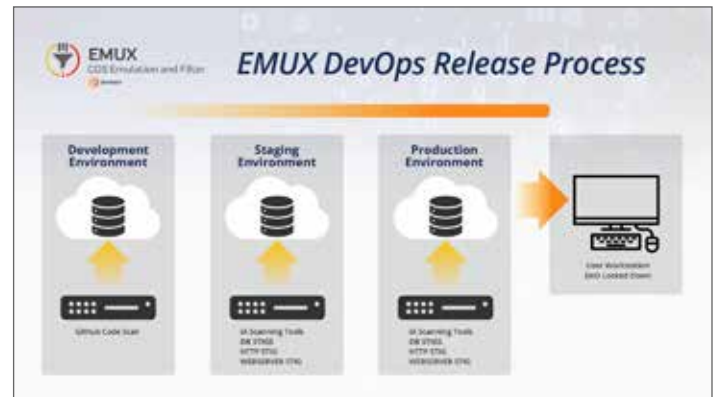 EMUX
COS Emulation and Filter
EMUX DevOps Release Process
Development
Environment
Staging
Environment
Production
Environment
Github Code Scan
IA Scanning Tools
DB STIGS
HTTP STIG
WEBSERVER STIG
IA Scanning Tools
DB STIGS
HTTP STIG
WEBSERVER STIG
User Workstation
DoD Locked Down